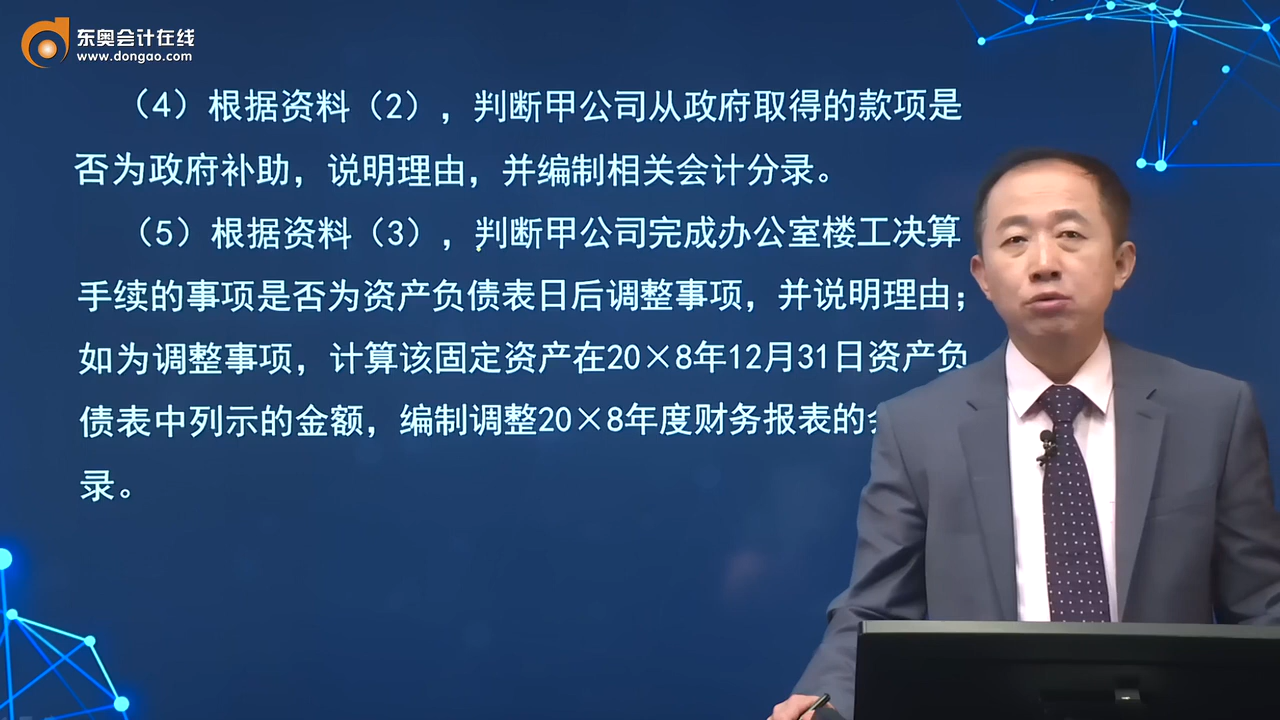 东奥会计在线
www.dongao.com
（4）根据资料（2），判断甲公司从政府取得的款项是
否为政府补助，说明理由，并编制相关会计分录。
（5）根据资料（3），判断甲公司完成办公室楼工决算
手续的事项是否为资产负债表日后调整事项，并说明理由；
如为调整事项，计算该固定资产在20×8年12月31日资产负
债表中列示的金额，编制调整20×8年度财务报表的
录。